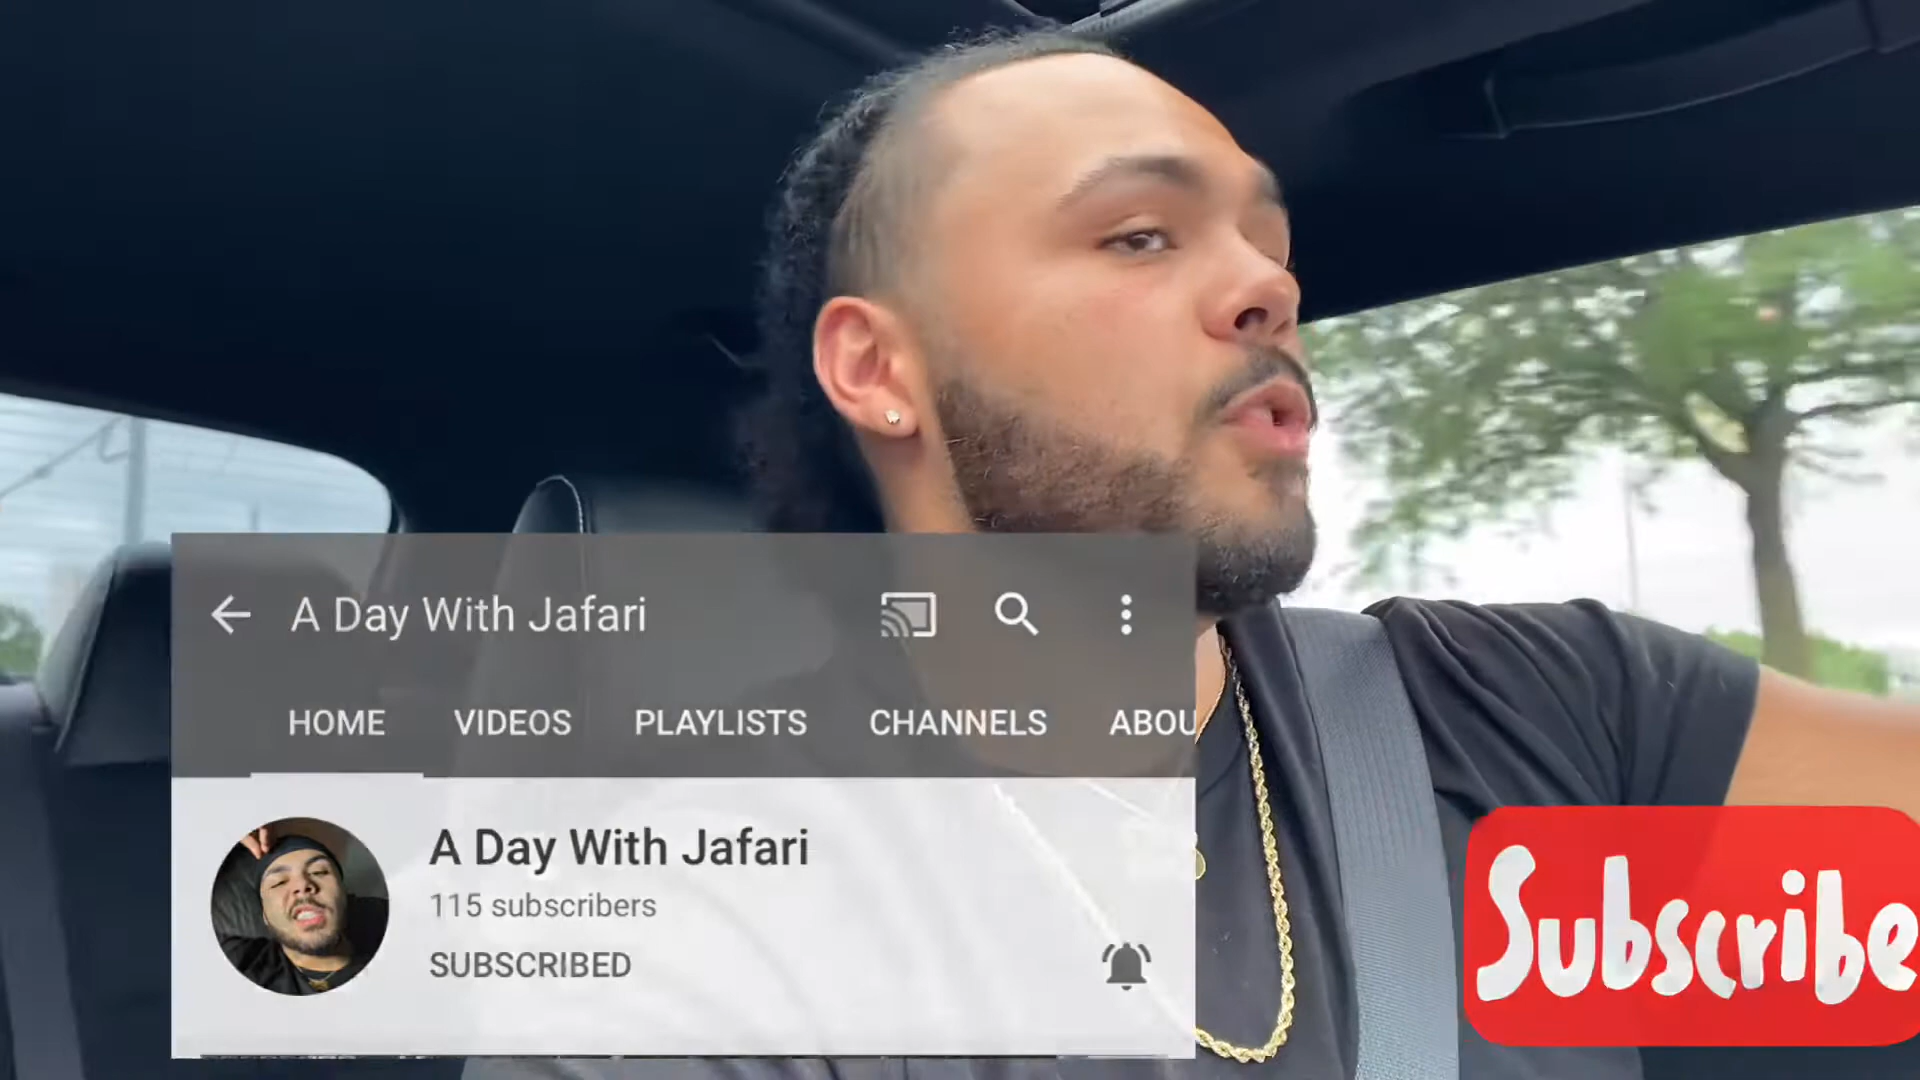 A Day With Jafari
HOME VIDEOS PLAYLISTS CHANNELS ABOU
A Day With Jafari
115 subscribers
SUBSCRIBED
Subscribe